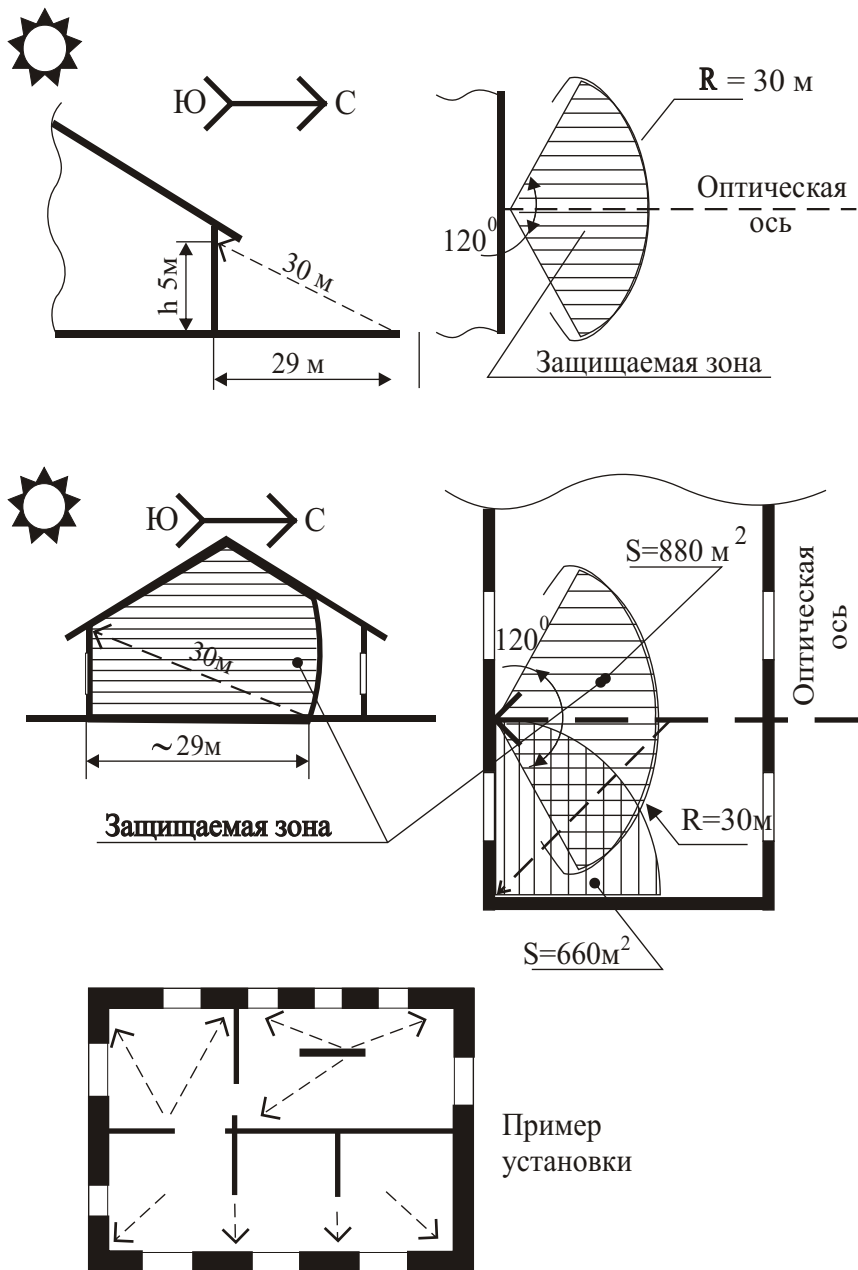 Ю
С
R = 30 м
Оптическая
ось
120⁰
h 5м
30 м
29 м
Защищаемая зона
Ю
С
S=880 м²
120⁰
Оптическая
ось
30м
~29м
Защищаемая зона
R=30м
S=660м²
Пример
установки